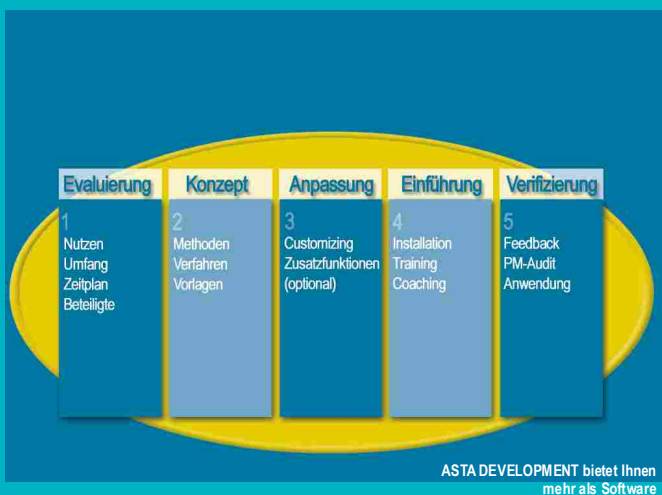 Evaluierung
1
Nutzen
Umfang
Zeitplan
Beteiligte
Konzept
2
Methoden
Verfahren
Vorlagen
Anpassung
3
Customizing
Zusatzfunktionen
(optional)
Einführung
4
Installation
Training
Coaching
Verifizierung
5
Feedback
PM-Audit
Anwendung
ASTA DEVELOPMENT bietet Ihnen
mehr als Software